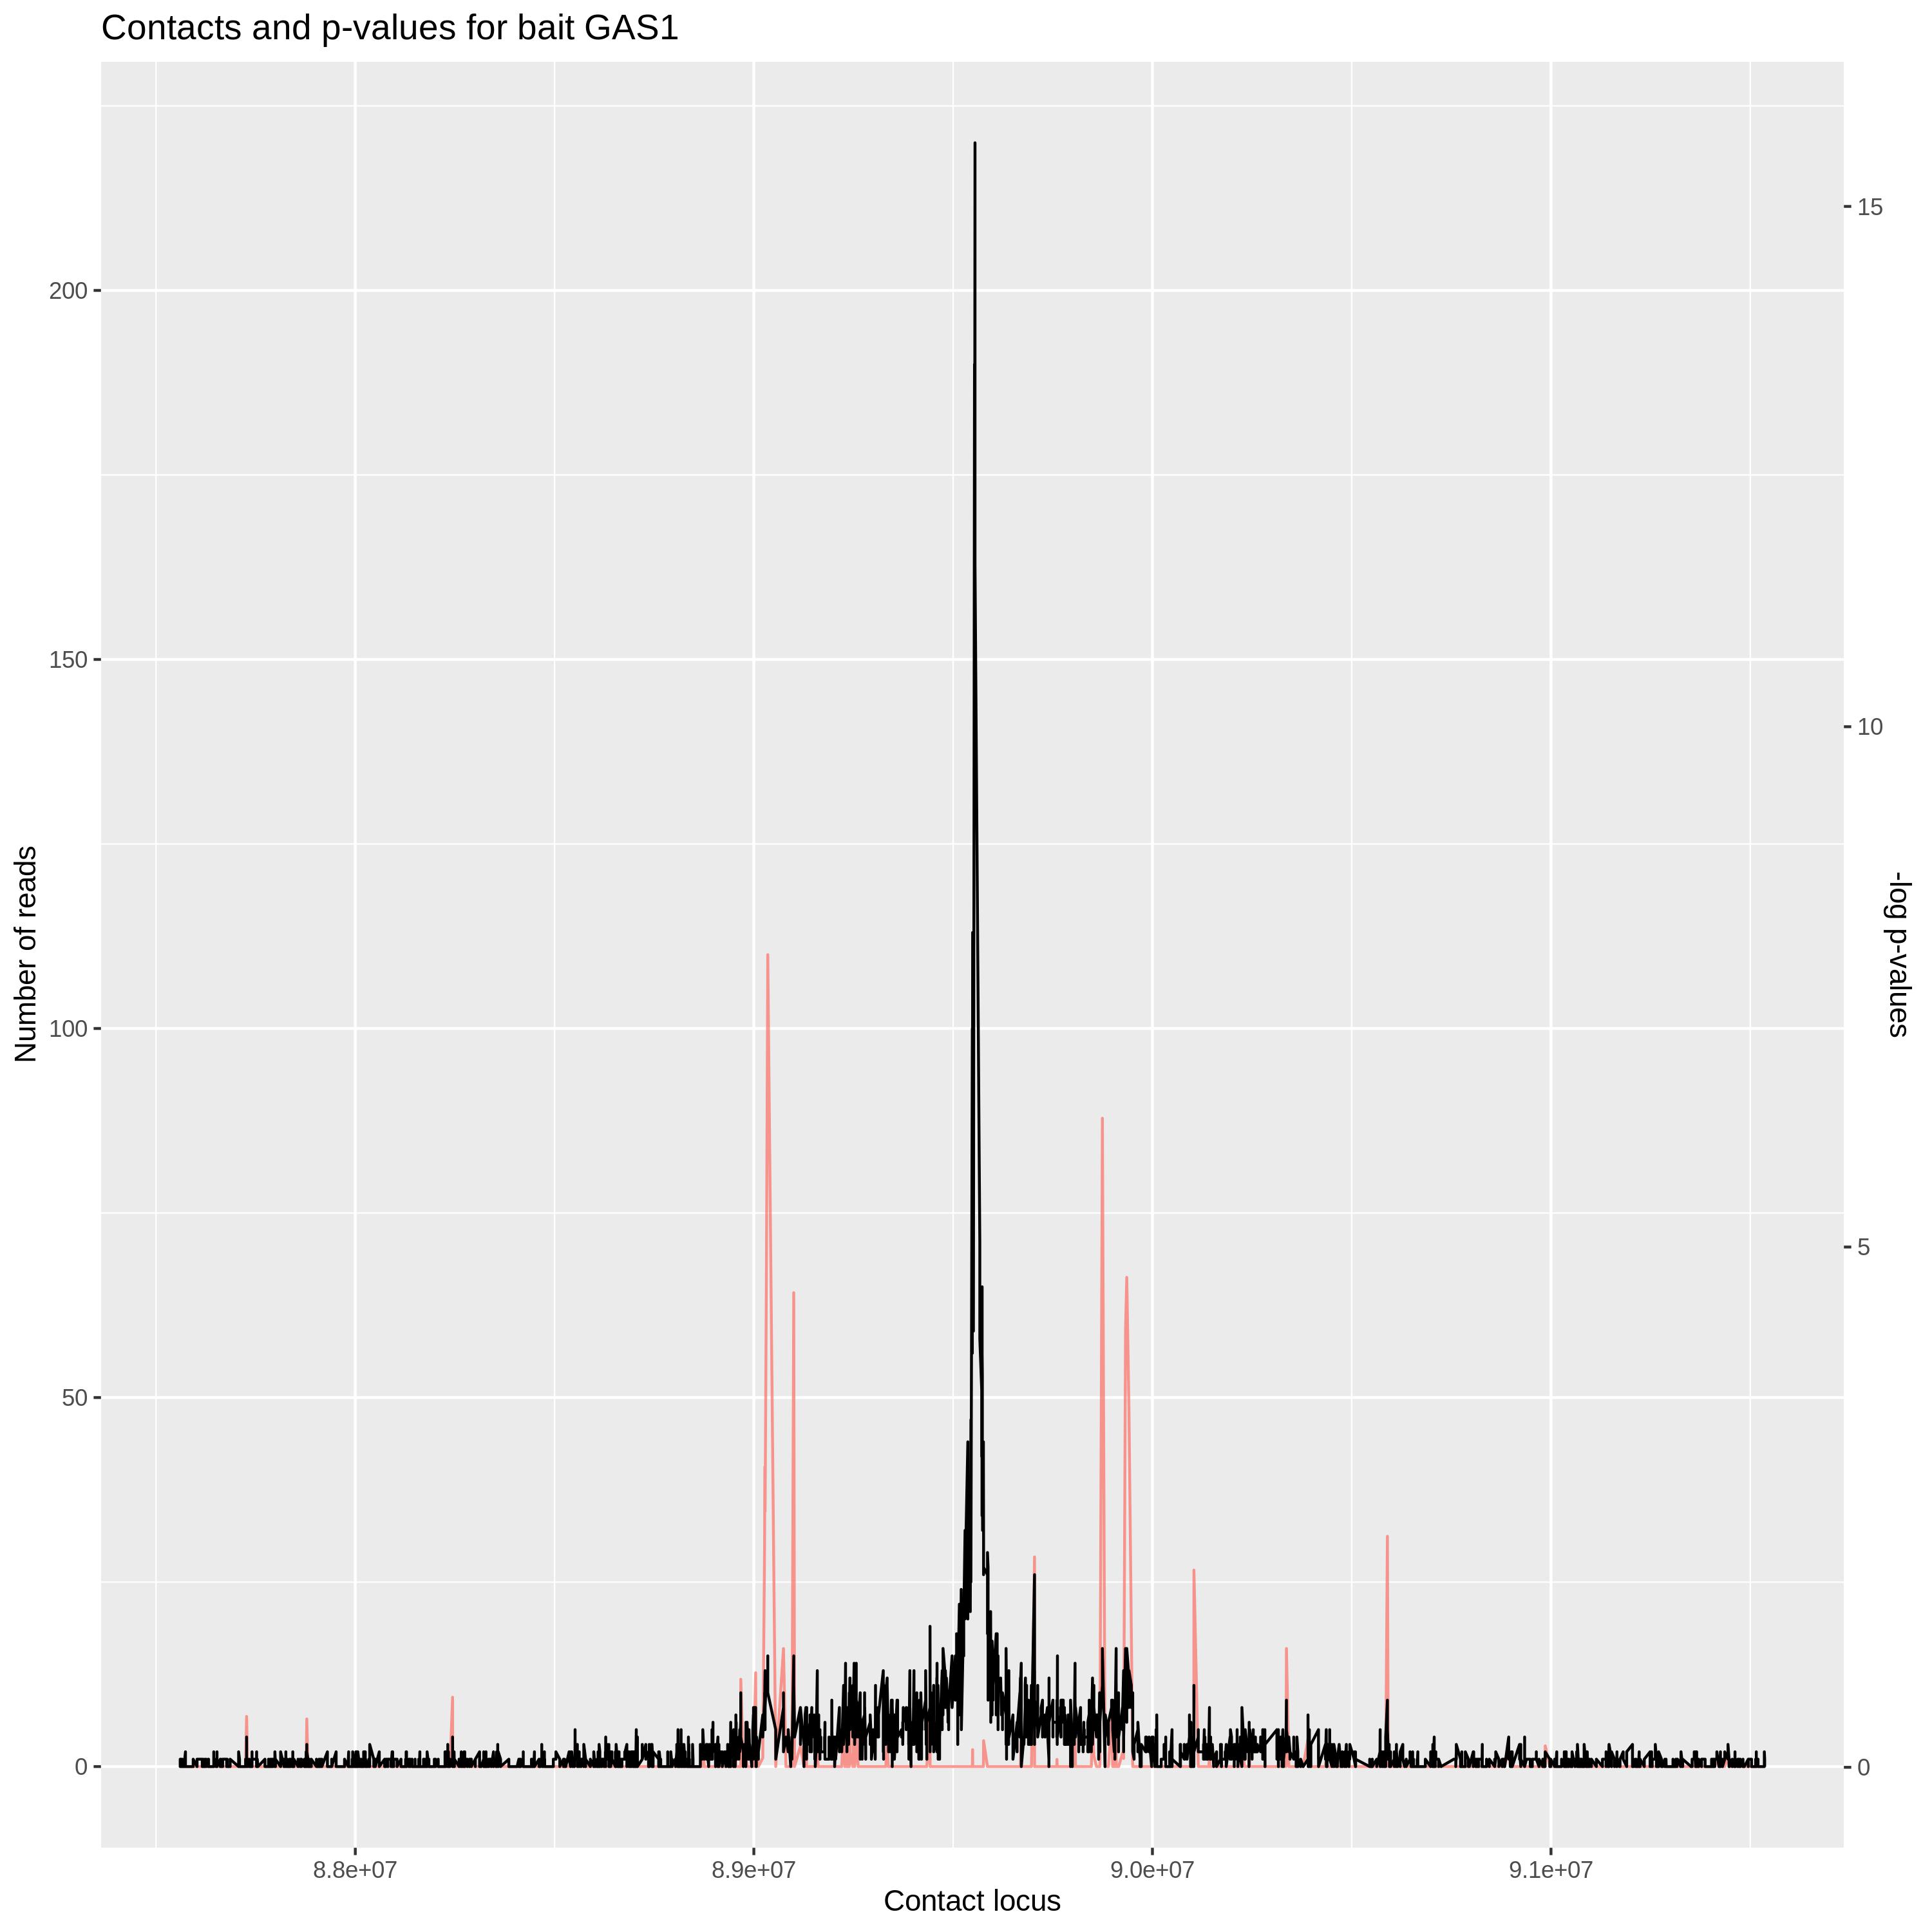 Contacts and p-values for bait GAS1
200
150
100
50
0
Number of reads
15
10
5
0
-log p-values
8.8e+07
8.9e+07
9.0e+07
9.1e+07
Contact locus